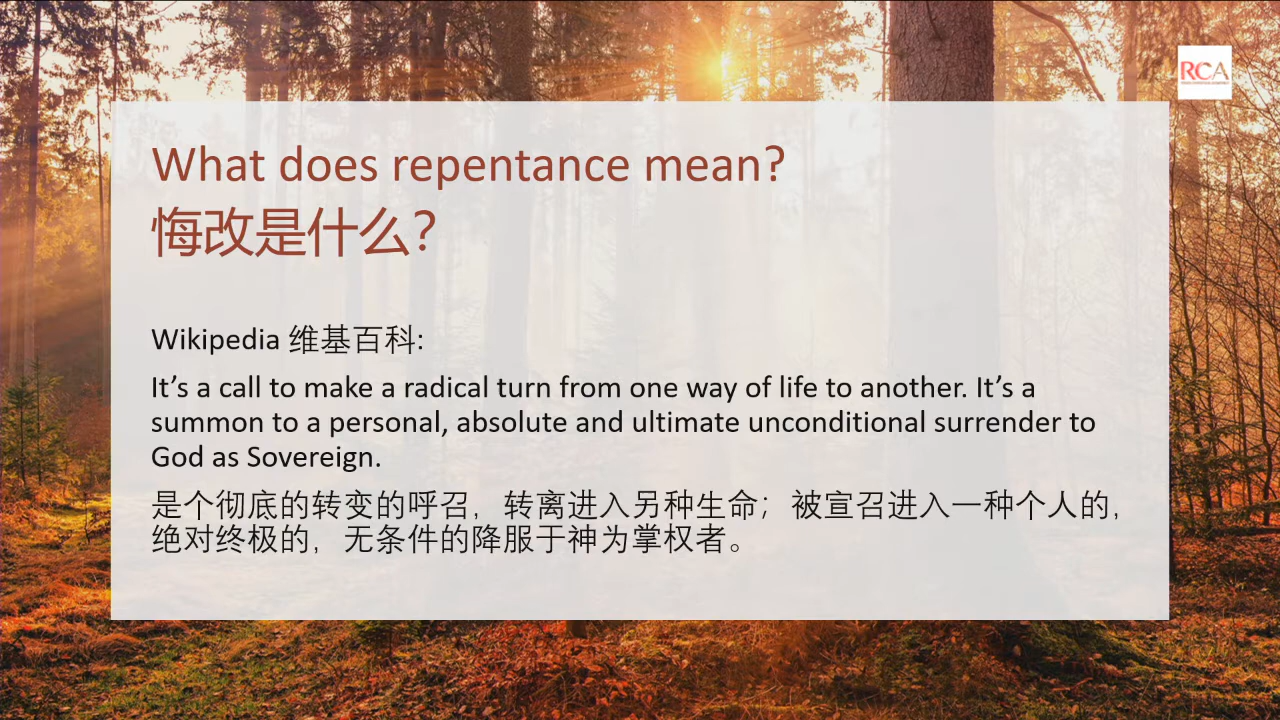 RCA
What does repentance mean?
悔改是什么?
Wikipedia 维基百科:
It’s a call to make a radical turn from one way of life to another. It’s a
summon to a personal, absolute and ultimate unconditional surrender to
God as Sovereign.
是个彻底的转变的呼召，转离进入另种生命；被宣召进入一种个人的，
绝对终极的，无条件的降服于神为掌权者。